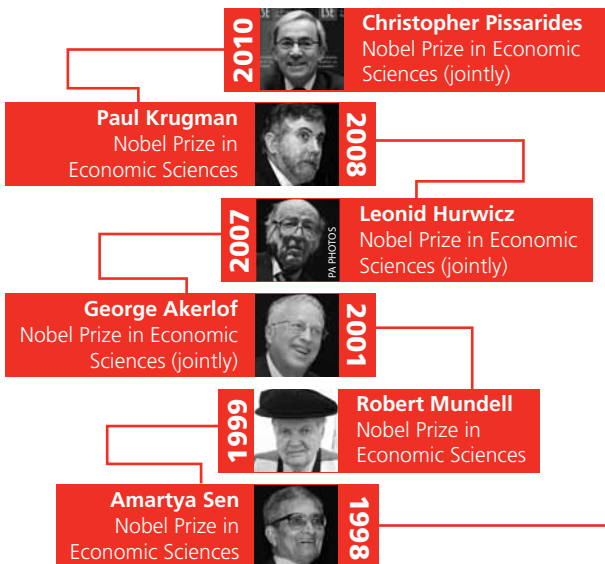 2010
Christopher Pissarides
Nobel Prize in Economic
Sciences (jointly)
Paul Krugman
Nobel Prize in
Economic Sciences
2008
2007
PA PHOTOS
Leonid Hurwicz
Nobel Prize in Economic
Sciences (jointly)
George Akerlof
Nobel Prize in Economic
Sciences (jointly)
2001
1999
Robert Mundell
Nobel Prize in
Economic Sciences
Amartya Sen
Nobel Prize in
Economic Sciences
1998